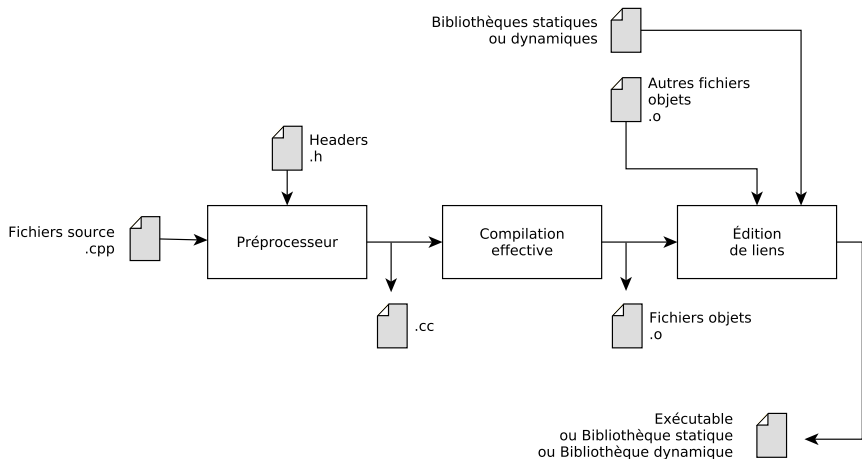 Bibliothèques statiques
ou dynamiques
Autres fichiers
objets
.o
Headers
.h
Fichiers source
.cpp
Préprocesseur
Compilation
effective
Édition
de liens
.cc
Fichiers objets
.o
Exécutable
ou Bibliothèque statique
ou Bibliothèque dynamique